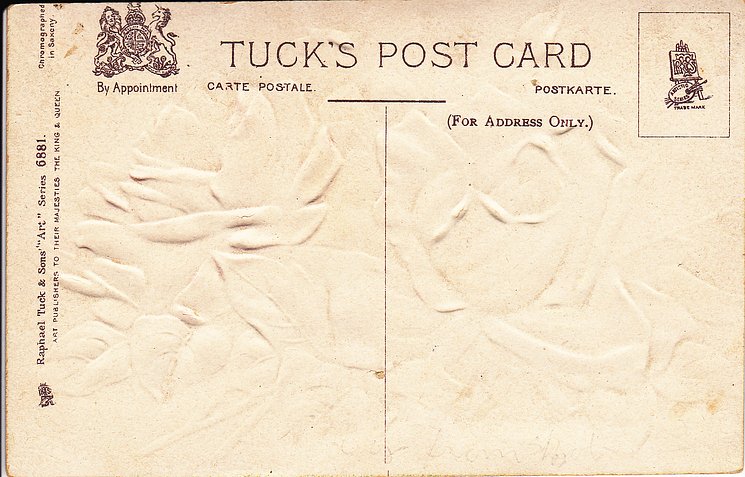 TUCK'S POST CARD
By Appointment
CARTE POSTALE.
POSTKARTE.
(FOR ADDRESS ONLY.)
TRADE MARK
Chromographed
in Saxony.
Raphael Tuck & Sons' "Art" Series 6881.
ART PUBLISHERS TO THEIR MAJESTIES THE KING & QUEEN